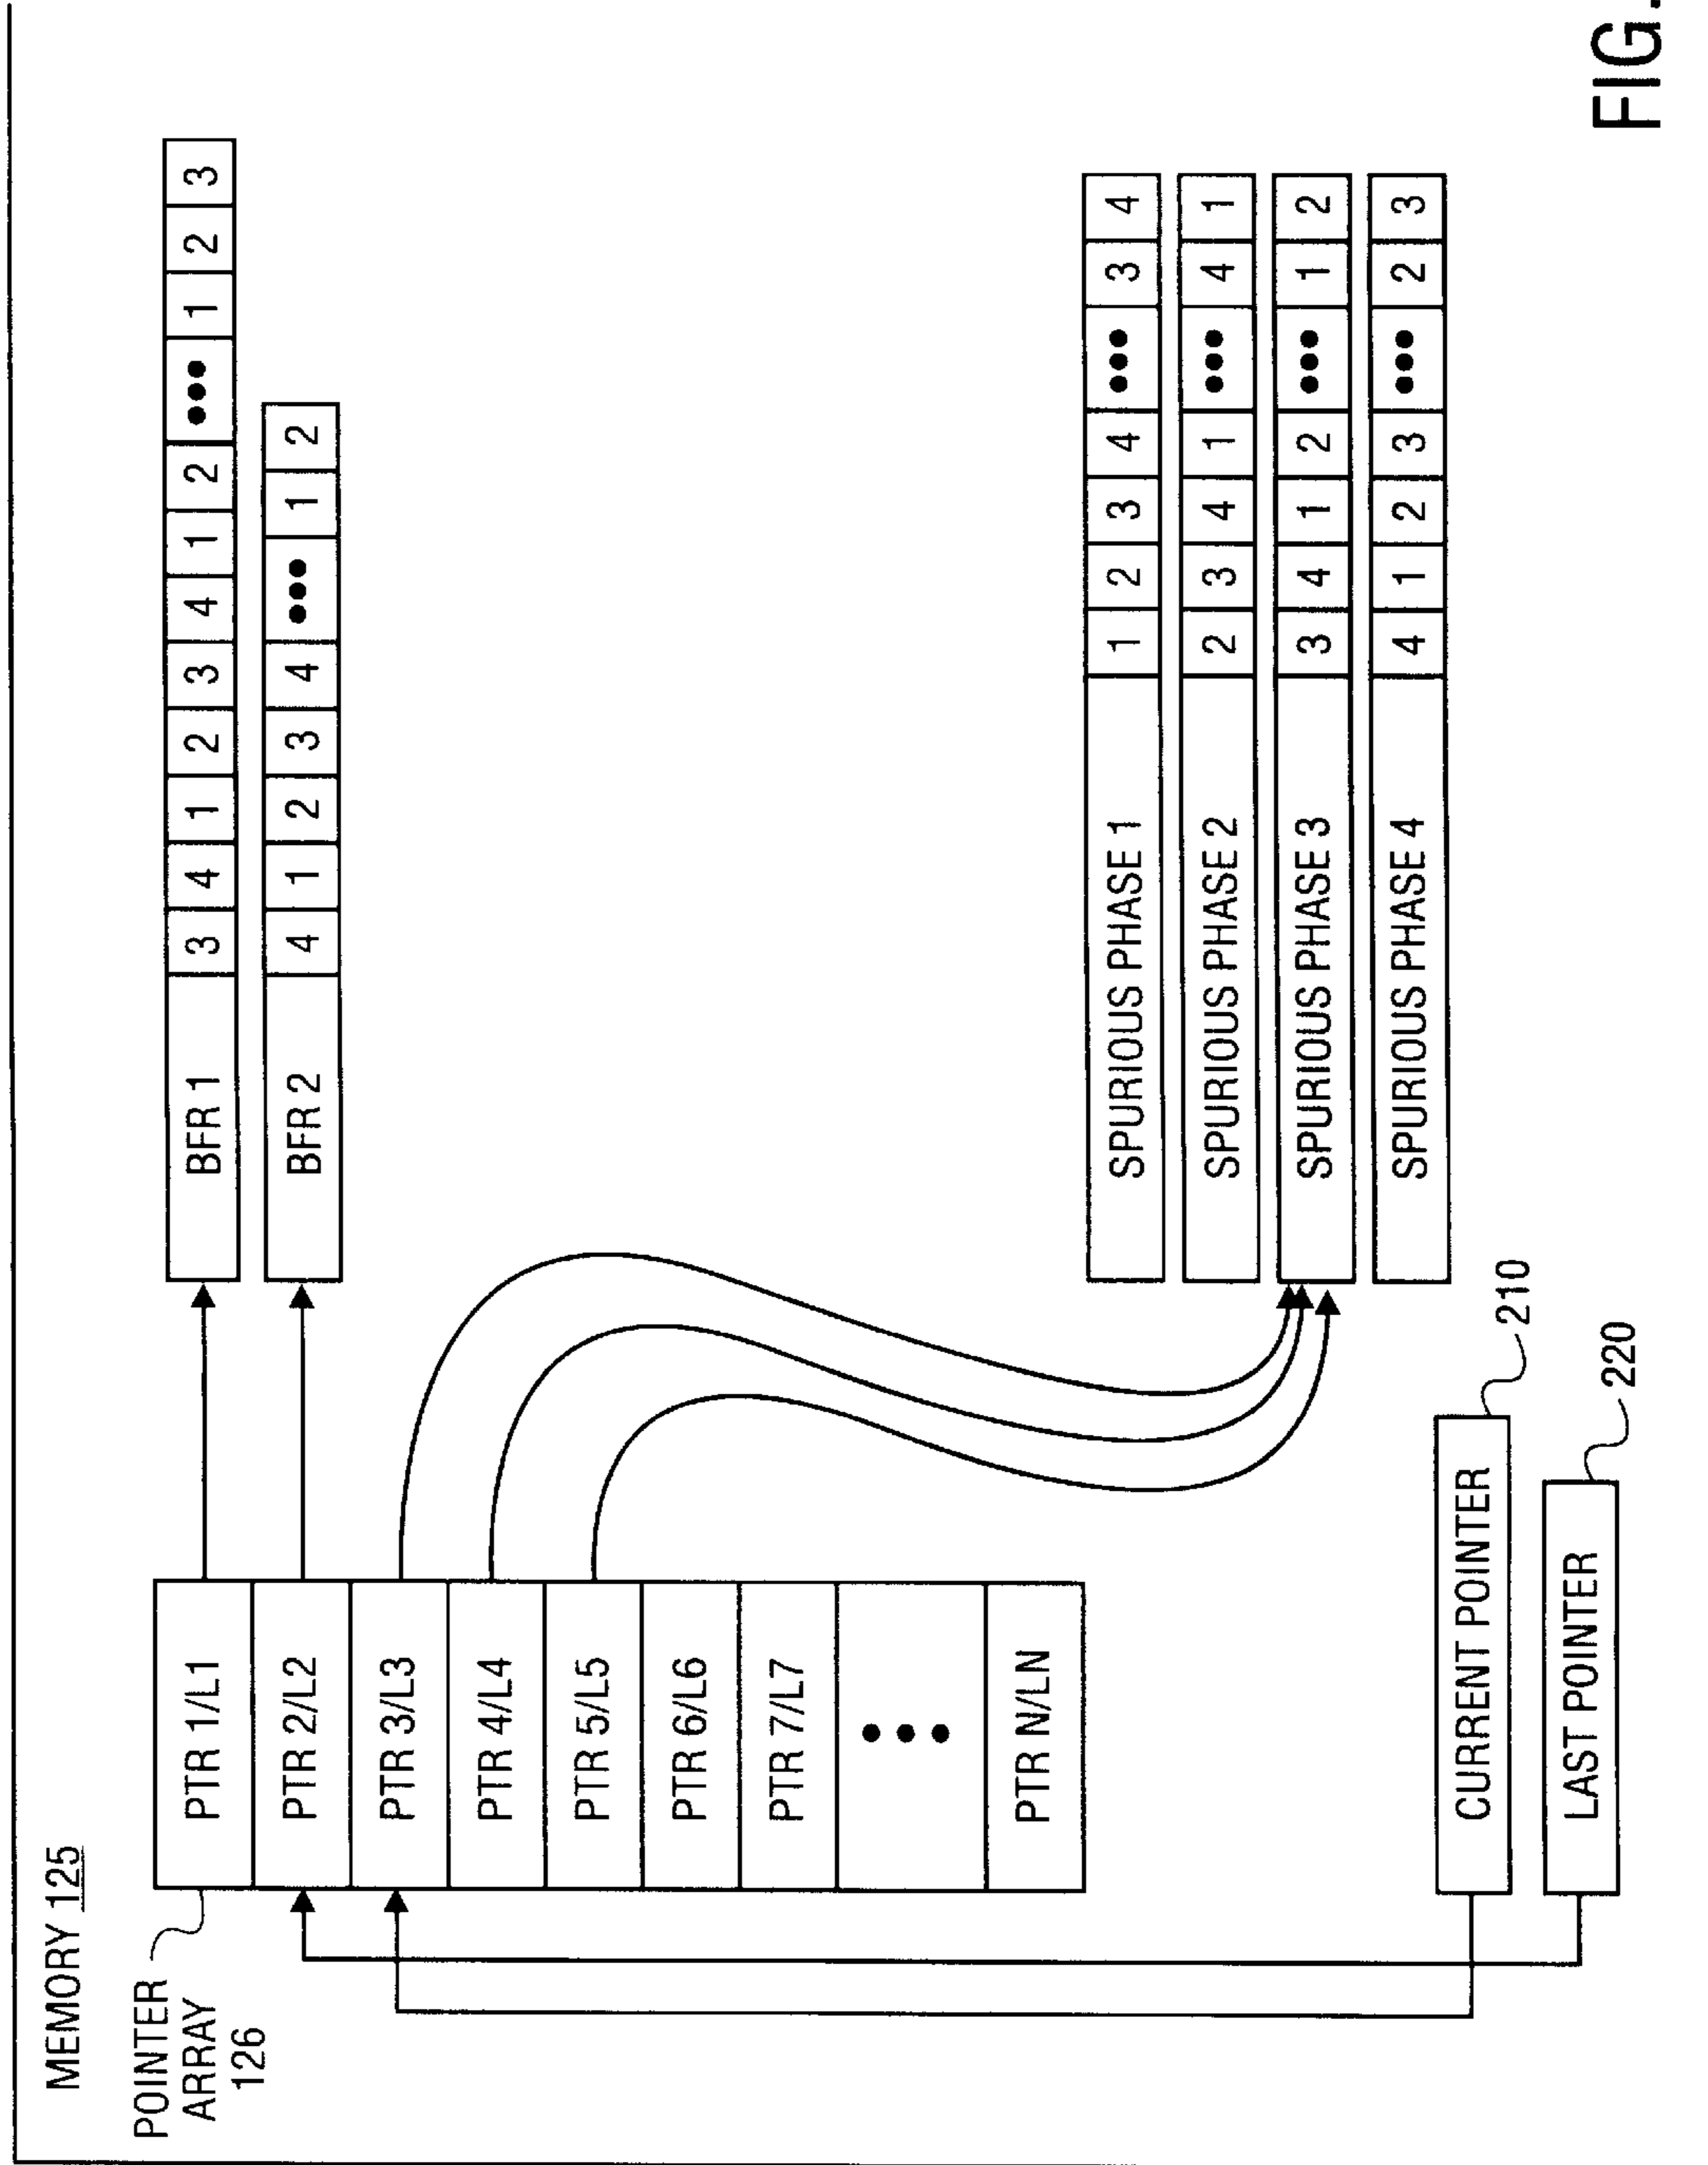 MEMORY 125
POINTER
ARRAY
126
PTR 1/L1
PTR 2/L2
PTR 3/L3
PTR 4/L4
PTR 5/L5
PTR 6/L6
PTR 7/L7
•••
PTR N/LN
BFR 1 3 4 1 2 3 4 1 2 ••• 1 2 3
BFR 2 4 1 2 3 4 ••• 1 2
SPURIOUS PHASE 1 1 2 3 4 ••• 3 4
SPURIOUS PHASE 2 2 3 4 1 ••• 4 1
SPURIOUS PHASE 3 3 4 1 2 ••• 1 2
SPURIOUS PHASE 4 4 1 2 3 ••• 2 3
CURRENT POINTER
210
LAST POINTER
220
FIG.